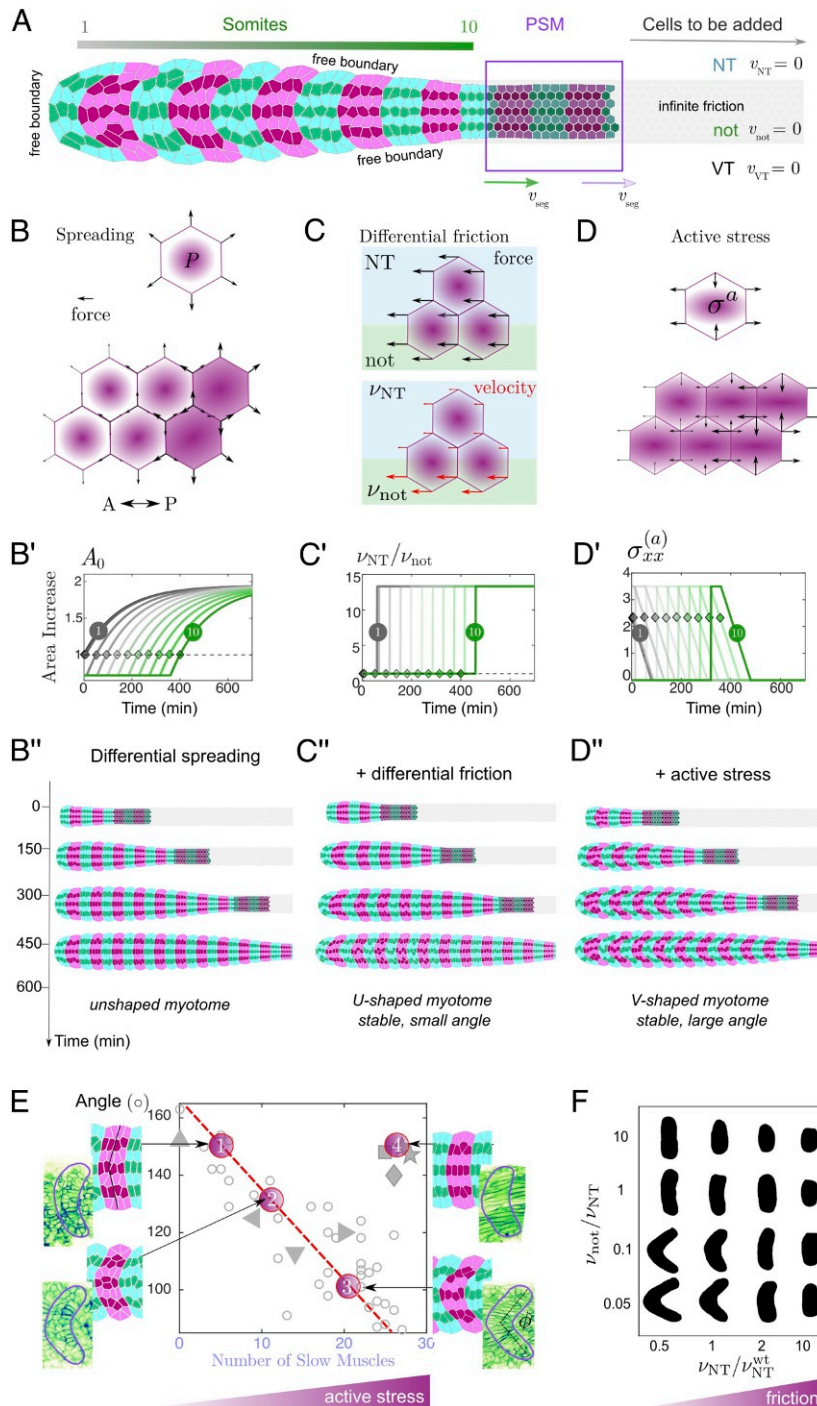 A
1 Somites 10
PSM
Cells to be added
free boundary
free boundary
free boundary
NT v_NT = 0
infinite friction
not v_not = 0
VT v_VT = 0
v_seg
v_seg
B
Spreading
P
force
A P
C
Differential friction
NT force
not
ν_NT velocity
ν_not
D
Active stress
σ^a
B'
A_0
Area Increase
2
1.5
1
1
10
0 200 400 600
Time (min)
C'
ν_NT/ν_not
15
10
5
0
1
10
0 200 400 600
Time (min)
D'
σ_xx^(a)
4
3
2
1
0
1
10
0 200 400 600
Time (min)
B''
Differential spreading
C''
+ differential friction
D''
+ active stress
0
150
300
450
600
Time (min)
unshaped myotome
U-shaped myotome
stable, small angle
V-shaped myotome
stable, large angle
E
Angle (○)
160
140
120
100
1
2
3
4
ϕ
0 10 20 30
Number of Slow Muscles
active stress
F
ν_not/ν_NT
10
1
0.1
0.05
0.5 1 2 10
ν_NT/ν_NT^wt
friction